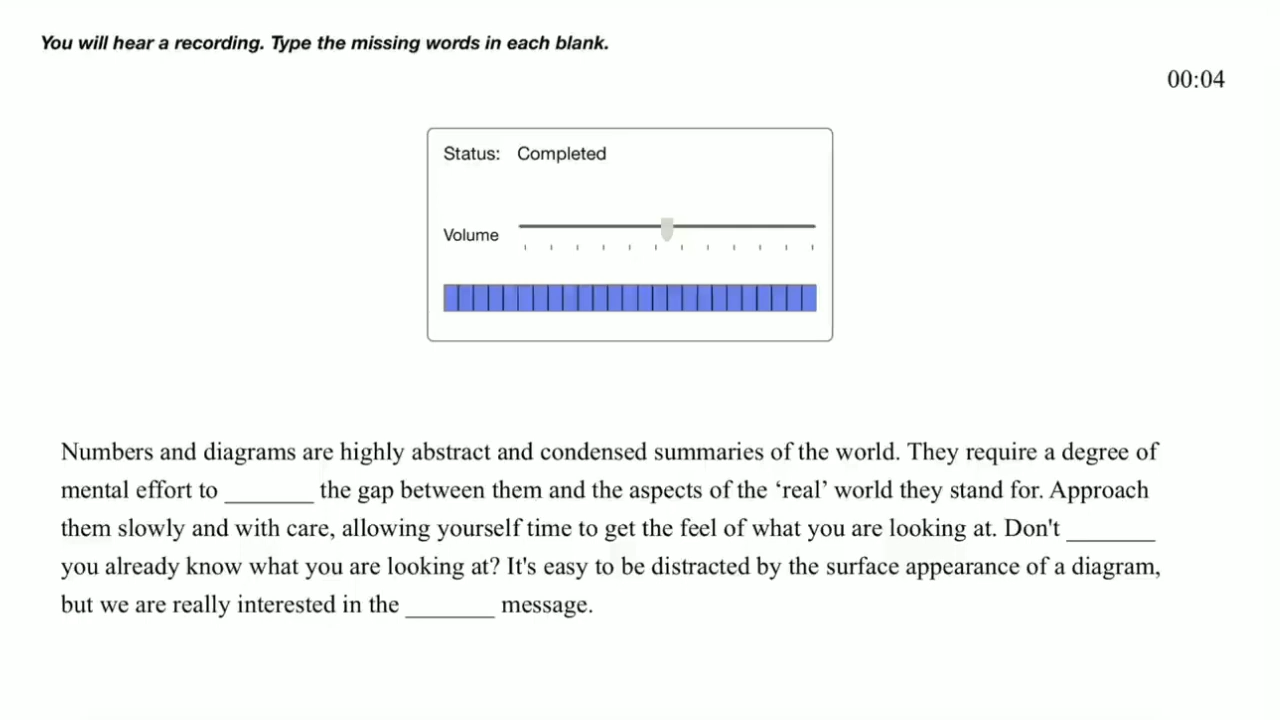 You will hear a recording. Type the missing words in each blank.
00:04
Status: Completed
Volume
Numbers and diagrams are highly abstract and condensed summaries of the world. They require a degree of
mental effort to _______ the gap between them and the aspects of the ‘real’ world they stand for. Approach
them slowly and with care, allowing yourself time to get the feel of what you are looking at. Don't _______
you already know what you are looking at? It's easy to be distracted by the surface appearance of a diagram,
but we are really interested in the _______ message.